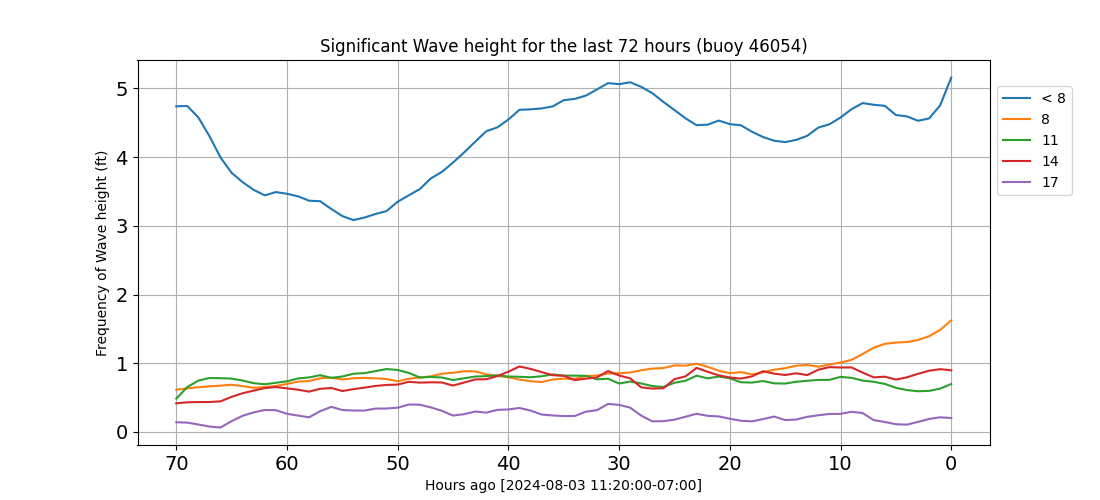 Significant Wave height for the last 72 hours (buoy 46054)
Frequency of Wave height (ft)
5
4
3
2
1
0
70 60 50 40 30 20 10 0
Hours ago [2024-08-03 11:20:00-07:00]
< 8
8
11
14
17